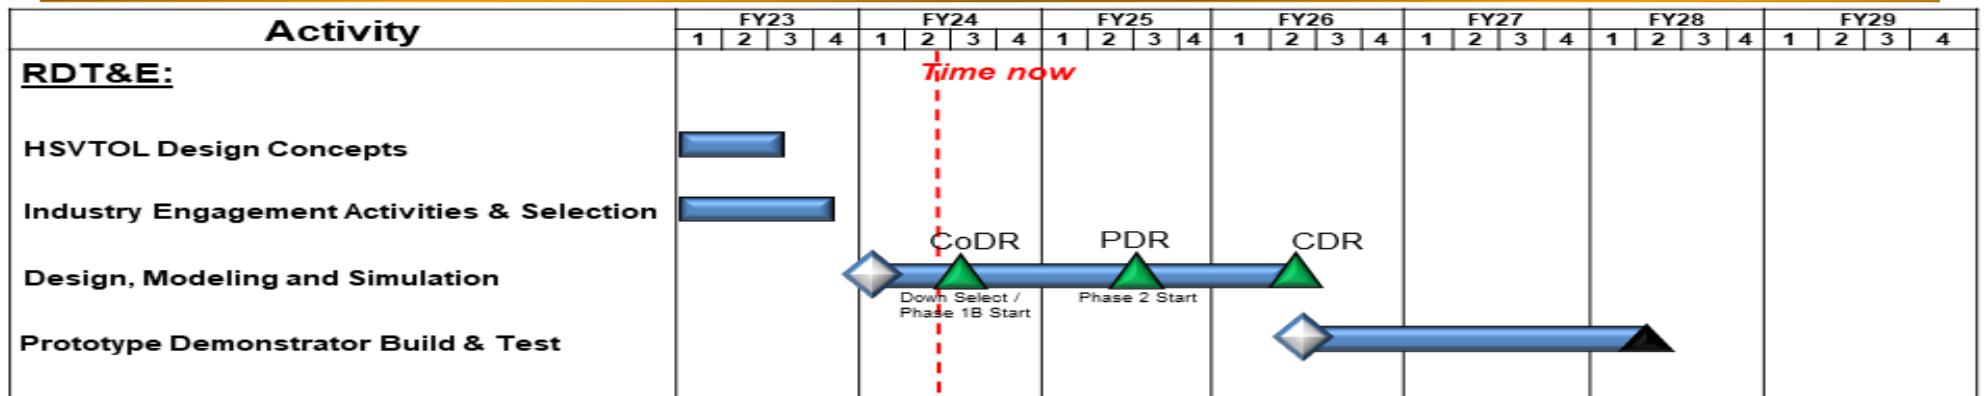 FY23 FY24 FY25 FY26 FY27 FY28 FY29
Activity
1 2 3 4 1 2 3 4 1 2 3 4 1 2 3 4 1 2 3 4 1 2 3 4 1 2 3 4
RDT&E:
Time now
HSVTOL Design Concepts
Industry Engagement Activities & Selection
CoDR PDR CDR
Design, Modeling and Simulation
Down Select / Phase 2 Start
Phase 1B Start
Prototype Demonstrator Build & Test